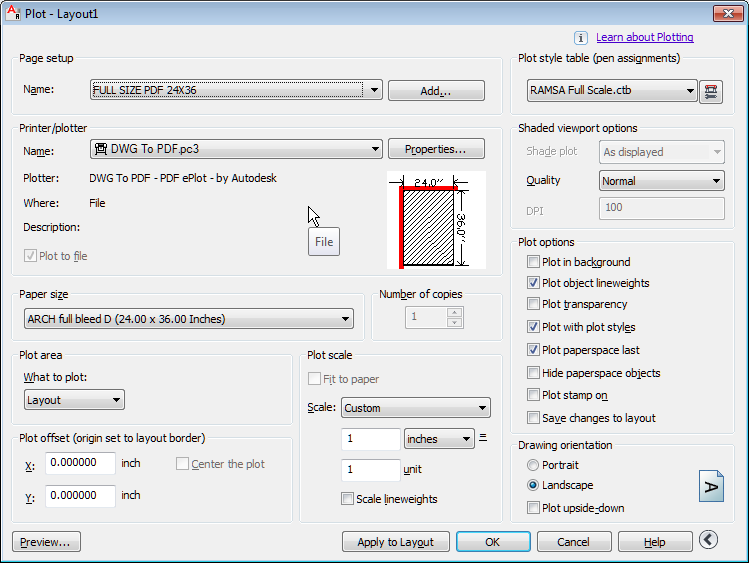 Plot - Layout1
Learn about Plotting
Page setup
Name:
FULL SIZE PDF 24X36
Add...
Plot style table (pen assignments)
RAMSA Full Scale.ctb
Printer/plotter
Name:
DWG To PDF.pc3
Properties...
Plotter:
DWG To PDF - PDF ePlot - by Autodesk
Where:
File
Description:
Plot to file
File
24.0''
36.0''
Shaded viewport options
Shade plot
As displayed
Quality
Normal
DPI
100
Paper size
ARCH full bleed D (24.00 x 36.00 Inches)
Number of copies
1
Plot options
Plot in background
Plot object lineweights
Plot transparency
Plot with plot styles
Plot paperspace last
Hide paperspace objects
Plot stamp on
Save changes to layout
Plot area
What to plot:
Layout
Plot scale
Fit to paper
Scale:
Custom
1
inches
=
1
unit
Scale lineweights
Plot offset (origin set to layout border)
X:
0.000000
inch
Center the plot
Y:
0.000000
inch
Drawing orientation
Portrait
Landscape
Plot upside-down
A
Preview...
Apply to Layout
OK
Cancel
Help